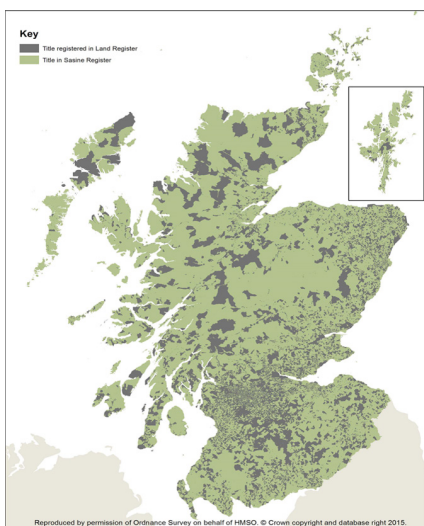 Key
Title registered in Land Register
Title in Sasine Register
Reproduced by permission of Ordnance Survey on behalf of HMSO. © Crown copyright and database right 2015.